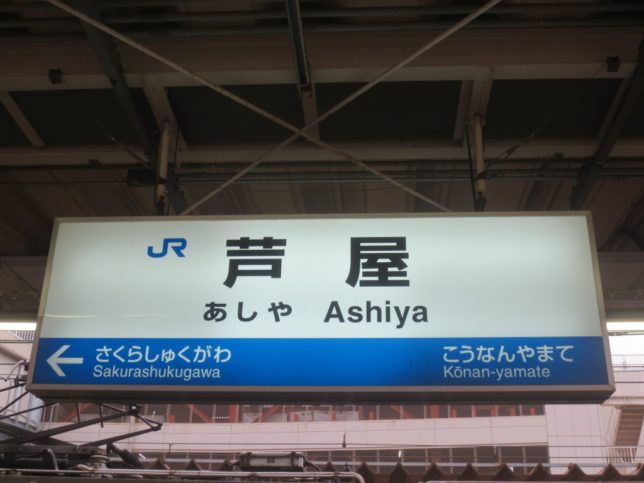 JR 芦屋
あしや Ashiya
← さくらしゅくがわ こうなんやまて
Sakurashukugawa Kōnan-yamate